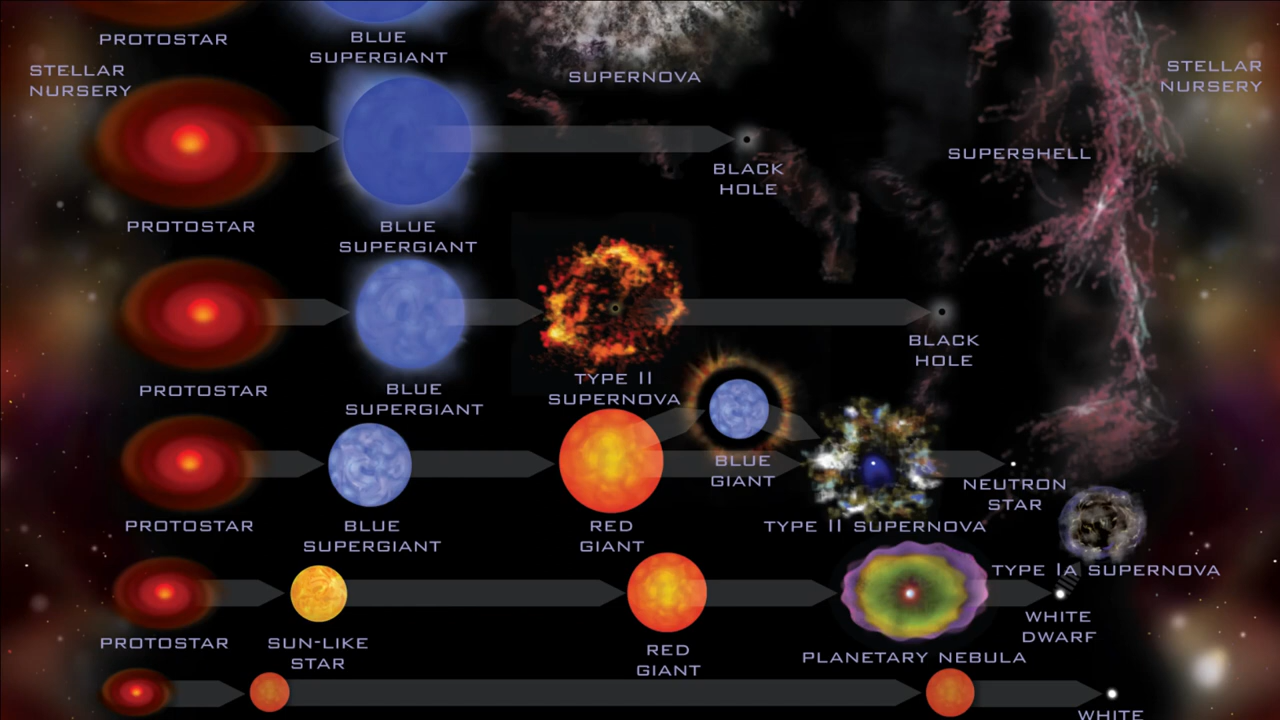 PROTOSTAR
BLUE
SUPERGIANT
SUPERNOVA
STELLAR
NURSERY
STELLAR
NURSERY
SUPERSHELL
BLACK
HOLE
PROTOSTAR
BLUE
SUPERGIANT
BLACK
HOLE
PROTOSTAR
BLUE
SUPERGIANT
TYPE II
SUPERNOVA
BLUE
GIANT
NEUTRON
STAR
PROTOSTAR
BLUE
SUPERGIANT
RED
GIANT
TYPE II SUPERNOVA
TYPE IA SUPERNOVA
WHITE
DWARF
PROTOSTAR
SUN-LIKE
STAR
RED
GIANT
PLANETARY NEBULA
WHITE